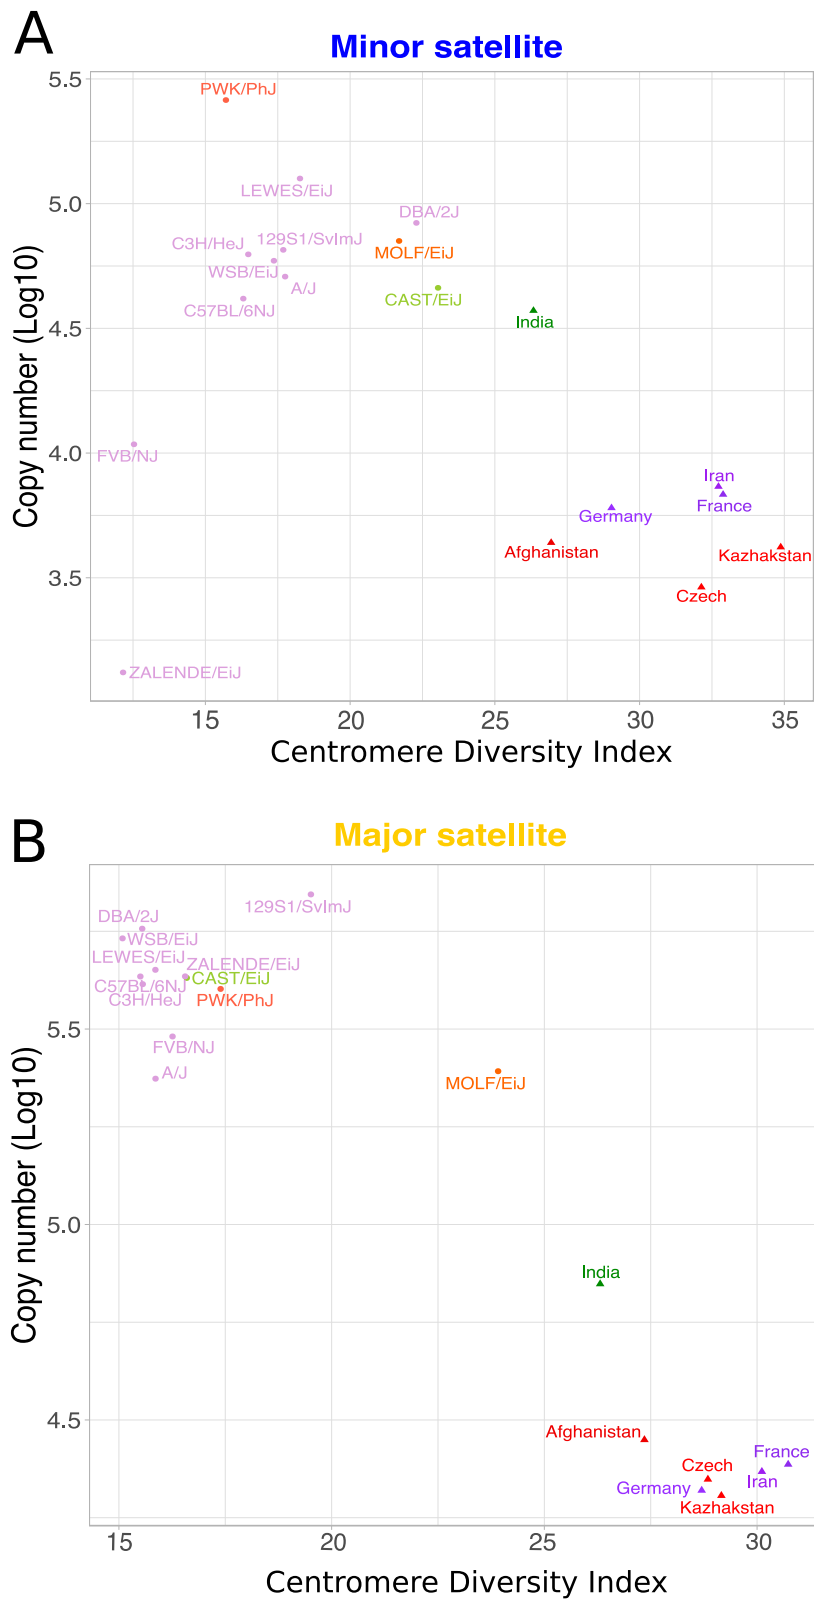 A
Minor satellite
5.5
PWK/PhJ
LEWES/EiJ
5.0
DBA/2J
129S1/SvImJ
C3H/HeJ
MOLF/EiJ
WSB/EiJ
A/J
CAST/EiJ
C57BL/6NJ
India
4.5
4.0
FVB/NJ
Iran
France
Germany
Afghanistan
Kazhakstan
3.5
Czech
ZALENDE/EiJ
Copy number (Log10)
15
20
25
30
35
Centromere Diversity Index
B
Major satellite
129S1/SvImJ
DBA/2J
WSB/EiJ
LEWES/EiJ
ZALENDE/EiJ
CAST/EiJ
C57BL/6NJ
C3H/HeJ
PWK/PhJ
5.5
FVB/NJ
A/J
MOLF/EiJ
5.0
India
4.5
Afghanistan
France
Czech
Iran
Germany
Kazhakstan
Copy number (Log10)
15
20
25
30
Centromere Diversity Index